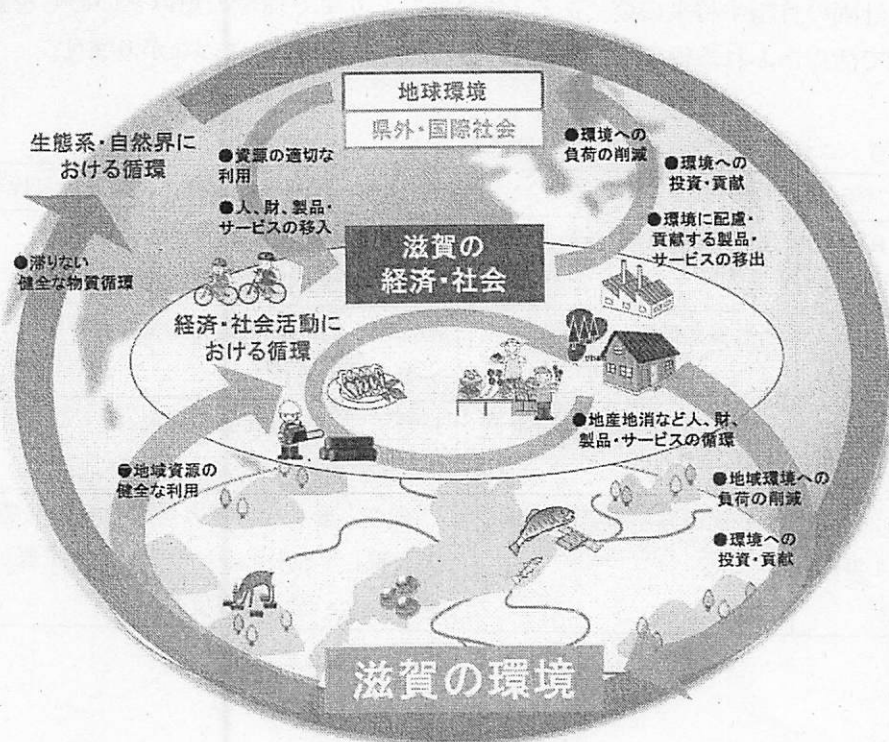 地球環境
県外・国際社会
生態系・自然界に
おける循環
●資源の適切な
利用
●人、財、製品・
サービスの移入
●環境への
負荷の削減
●環境への
投資・貢献
●環境に配慮・
貢献する製品・
サービスの移出
●滞りない
健全な物質循環
滋賀の
経済・社会
経済・社会活動に
おける循環
●地産地消など人、財、
製品・サービスの循環
●地域資源の
健全な利用
●地域環境への
負荷の削減
●環境への
投資・貢献
滋賀の環境